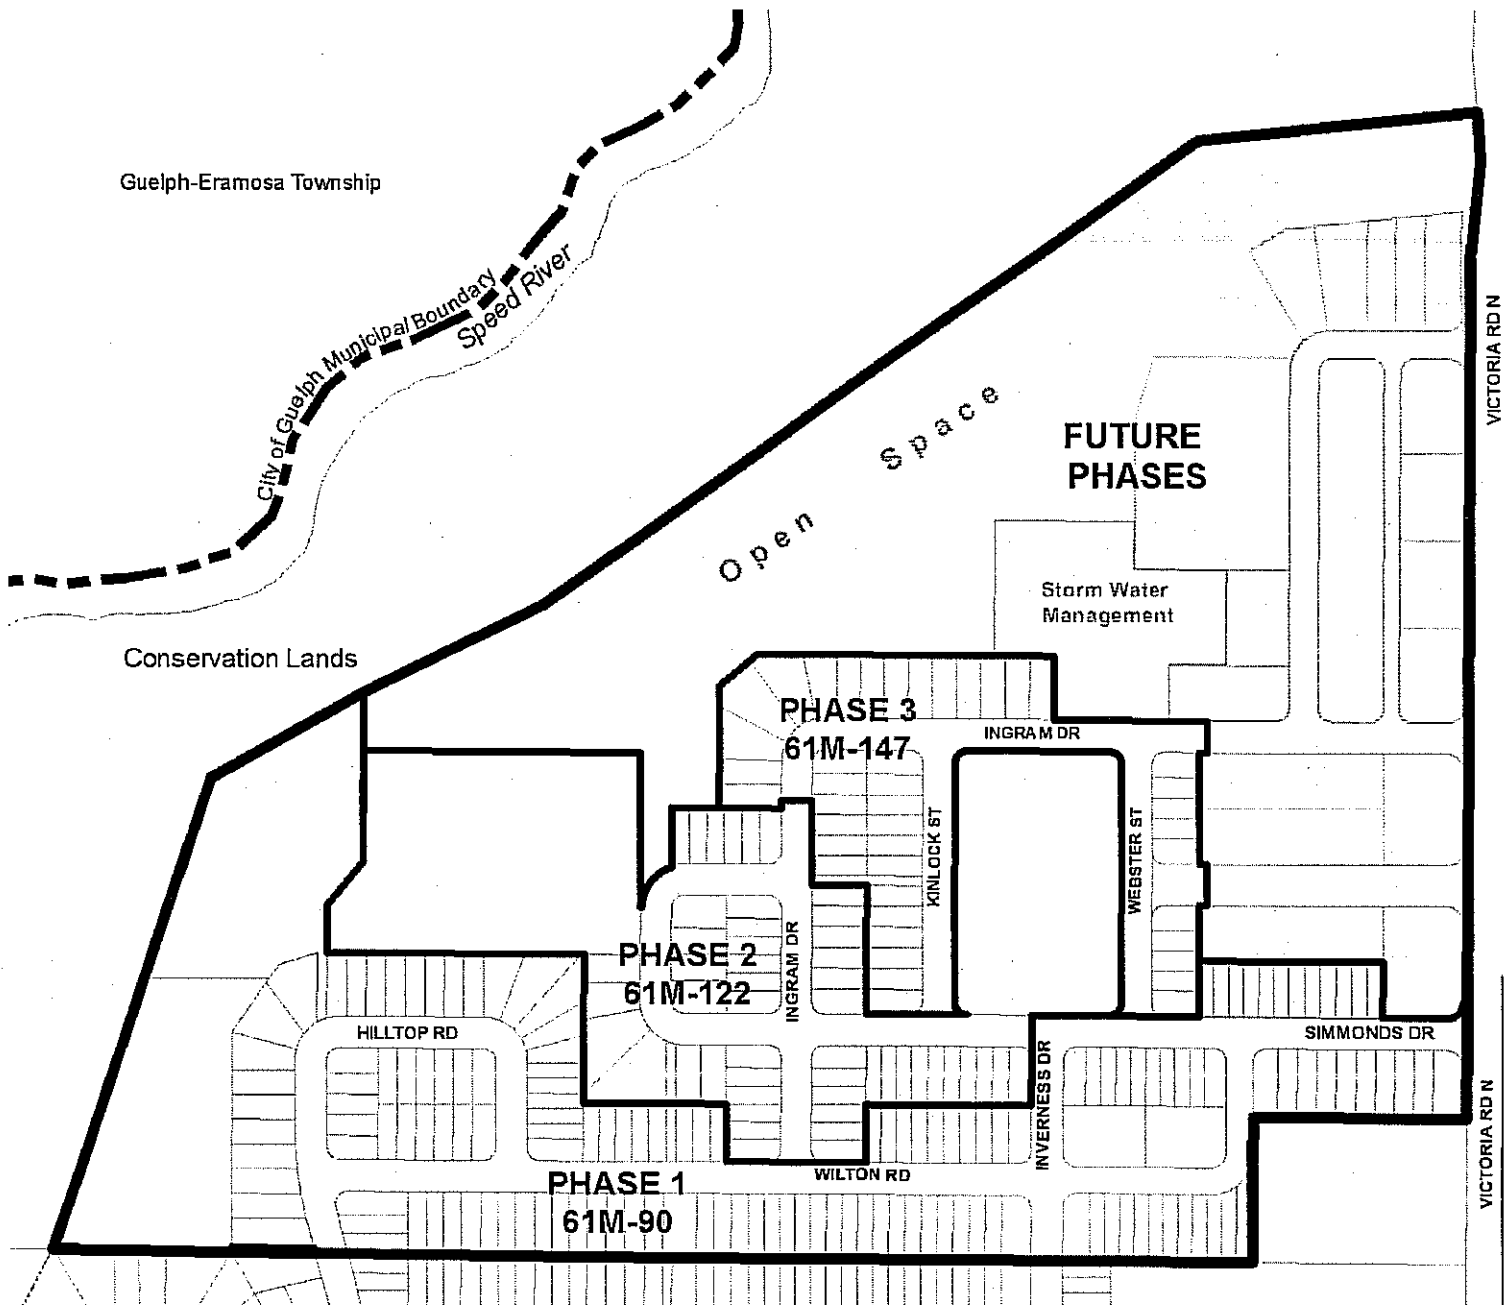 Guelph-Eramosa Township
City of Guelph Municipal Boundary
Speed River
VICTORIA RD N
Open Space
FUTURE
PHASES
Storm Water
Management
Conservation Lands
PHASE 3
61M-147
INGRAM DR
KINLOCK ST
WEBSTER ST
PHASE 2
61M-122
INGRAM DR
HILLTOP RD
SIMMONDS DR
INVERNESS DR
VICTORIA RD N
WILTON RD
PHASE 1
61M-90